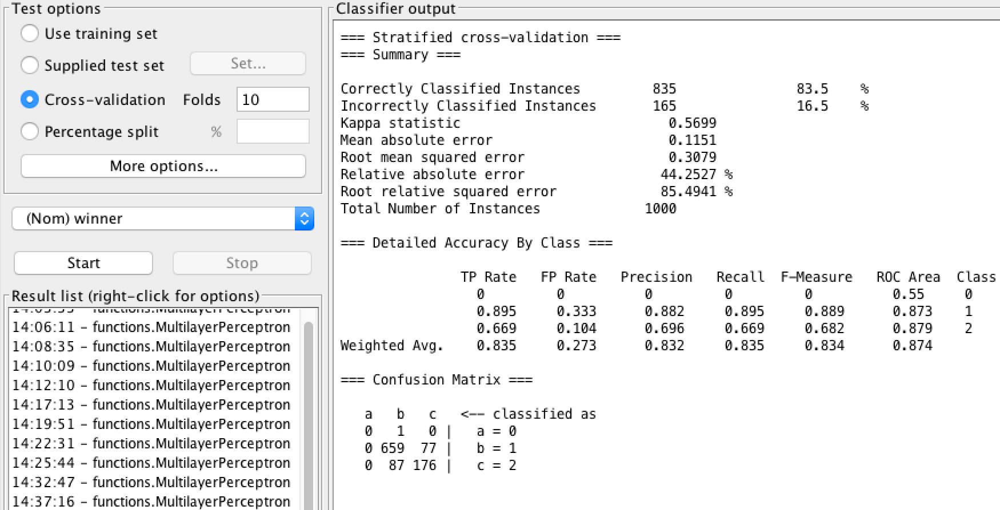 Test options
Use training set
Supplied test set Set...
Cross-validation Folds 10
Percentage split %
More options...
(Nom) winner
Start Stop
Result list (right-click for options)
14:06:11 - functions.MultilayerPerceptron
14:08:35 - functions.MultilayerPerceptron
14:10:09 - functions.MultilayerPerceptron
14:12:10 - functions.MultilayerPerceptron
14:17:13 - functions.MultilayerPerceptron
14:19:51 - functions.MultilayerPerceptron
14:22:31 - functions.MultilayerPerceptron
14:25:44 - functions.MultilayerPerceptron
14:32:47 - functions.MultilayerPerceptron
14:37:16 - functions.MultilayerPerceptron
Classifier output
=== Stratified cross-validation ===
=== Summary ===
Correctly Classified Instances 835 83.5 %
Incorrectly Classified Instances 165 16.5 %
Kappa statistic 0.5699
Mean absolute error 0.1151
Root mean squared error 0.3079
Relative absolute error 44.2527 %
Root relative squared error 85.4941 %
Total Number of Instances 1000
=== Detailed Accuracy By Class ===
TP Rate FP Rate Precision Recall F-Measure ROC Area Class
0 0 0 0 0 0.55 0
0.895 0.333 0.882 0.895 0.889 0.873 1
0.669 0.104 0.696 0.669 0.682 0.879 2
Weighted Avg. 0.835 0.273 0.832 0.835 0.834 0.874
=== Confusion Matrix ===
a b c <-- classified as
0 1 0 | a = 0
0 659 77 | b = 1
0 87 176 | c = 2